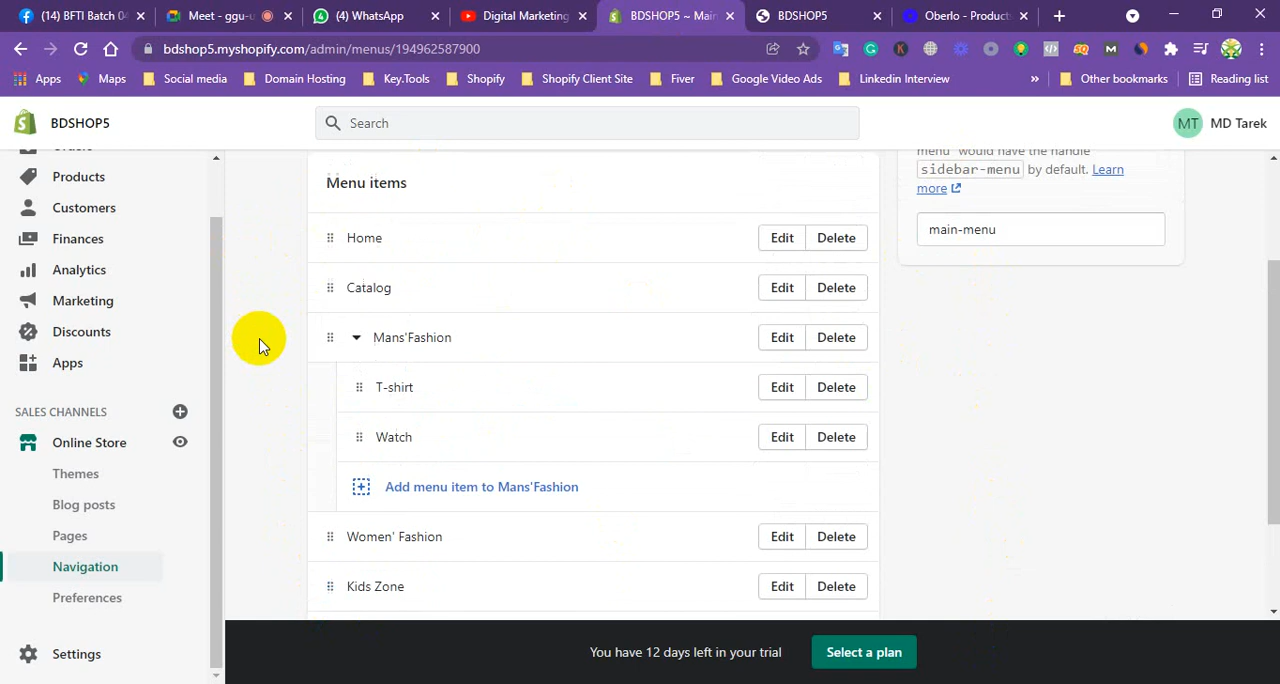 (14) BFTI Batch 04
Meet - ggu-u
(4) WhatsApp
Digital Marketing
BDSHOP5 ~ Mai
BDSHOP5
Oberlo - Product
bdshop5.myshopify.com/admin/menus/194962587900
Apps
Maps
Social media
Domain Hosting
Key.Tools
Shopify
Shopify Client Site
Fiver
Google Video Ads
Linkedin Interview
»
Other bookmarks
Reading list
BDSHOP5
Search
MT
MD Tarek
Orders
Products
Customers
Finances
Analytics
Marketing
Discounts
Apps
SALES CHANNELS
Online Store
Themes
Blog posts
Pages
Navigation
Preferences
Settings
Menu items
Home
Edit
Delete
Catalog
Edit
Delete
Mans'Fashion
Edit
Delete
T-shirt
Edit
Delete
Watch
Edit
Delete
Add menu item to Mans'Fashion
Women' Fashion
Edit
Delete
Kids Zone
Edit
Delete
menu" would have the handle
sidebar-menu by default. Learn
more
main-menu
You have 12 days left in your trial
Select a plan